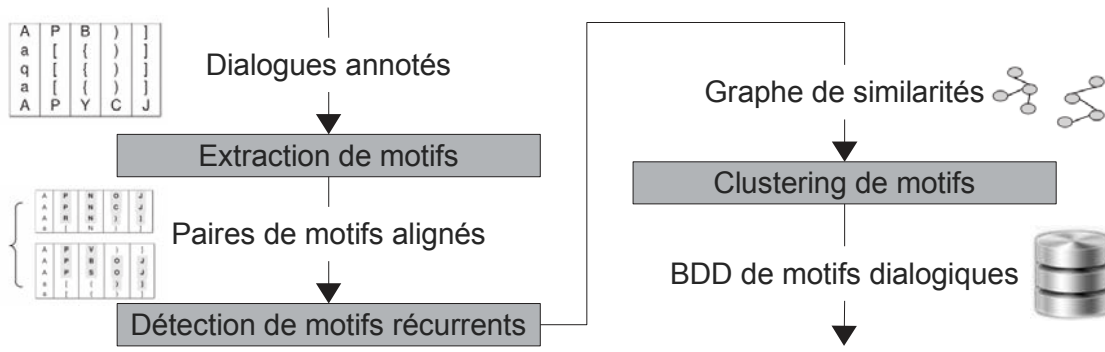 A P B ) ]
a [ { ) ]
q [ { ) ]
a [ { ) ]
A P Y C J
Dialogues annotés
Extraction de motifs
A P N O J
A P N C J
A R N ) ]
a [ N ) ]
Paires de motifs alignés
A P V ) ]
A P B O J
A P S O J
a [ { ) ]
a [ ( ) ]
Détection de motifs récurrents
Graphe de similarités
Clustering de motifs
BDD de motifs dialogiques